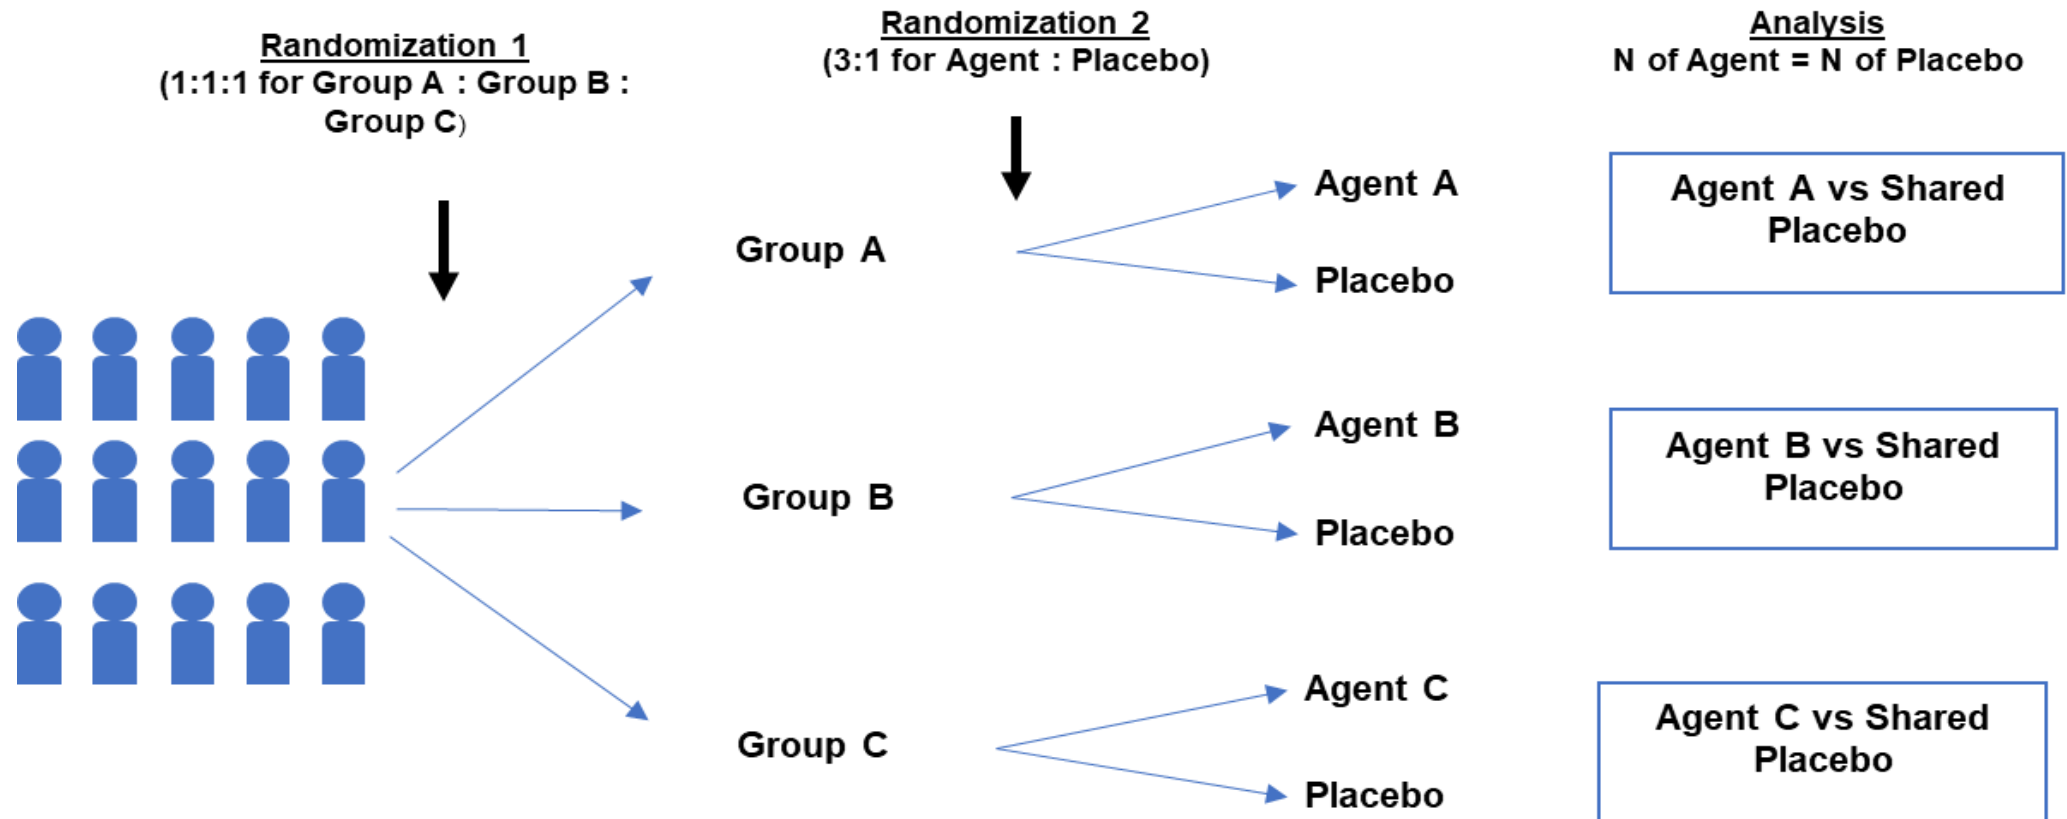 Randomization 1
(1:1:1 for Group A : Group B :
Group C)
Randomization 2
(3:1 for Agent : Placebo)
Analysis
N of Agent = N of Placebo
Group A
Agent A
Placebo
Agent A vs Shared
Placebo
Group B
Agent B
Placebo
Agent B vs Shared
Placebo
Group C
Agent C
Placebo
Agent C vs Shared
Placebo